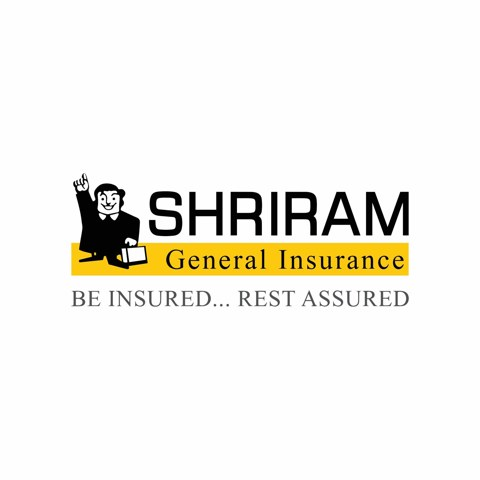 SHRIRAM
General Insurance
BE INSURED... REST ASSURED